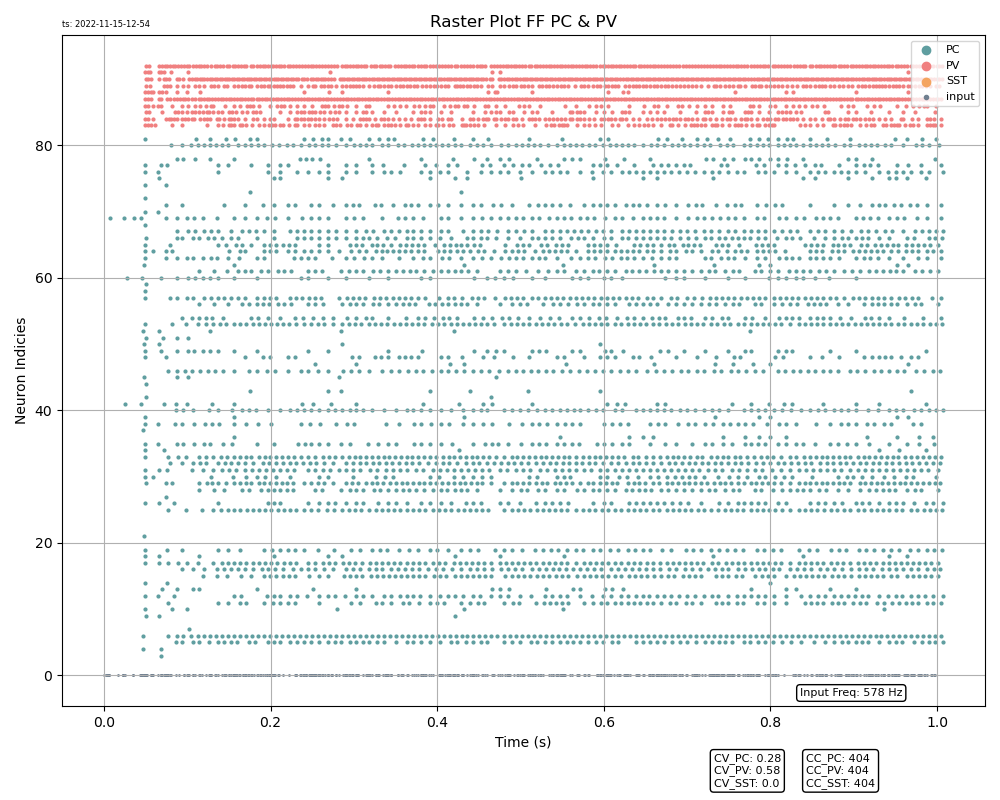 ts: 2022-11-15-12-54
Raster Plot FF PC & PV
PC
PV
SST
input
80
60
40
20
0
Neuron Indicies
Input Freq: 578 Hz
0.0 0.2 0.4 0.6 0.8 1.0
Time (s)
CV_PC: 0.28
CV_PV: 0.58
CV_SST: 0.0
CC_PC: 404
CC_PV: 404
CC_SST: 404